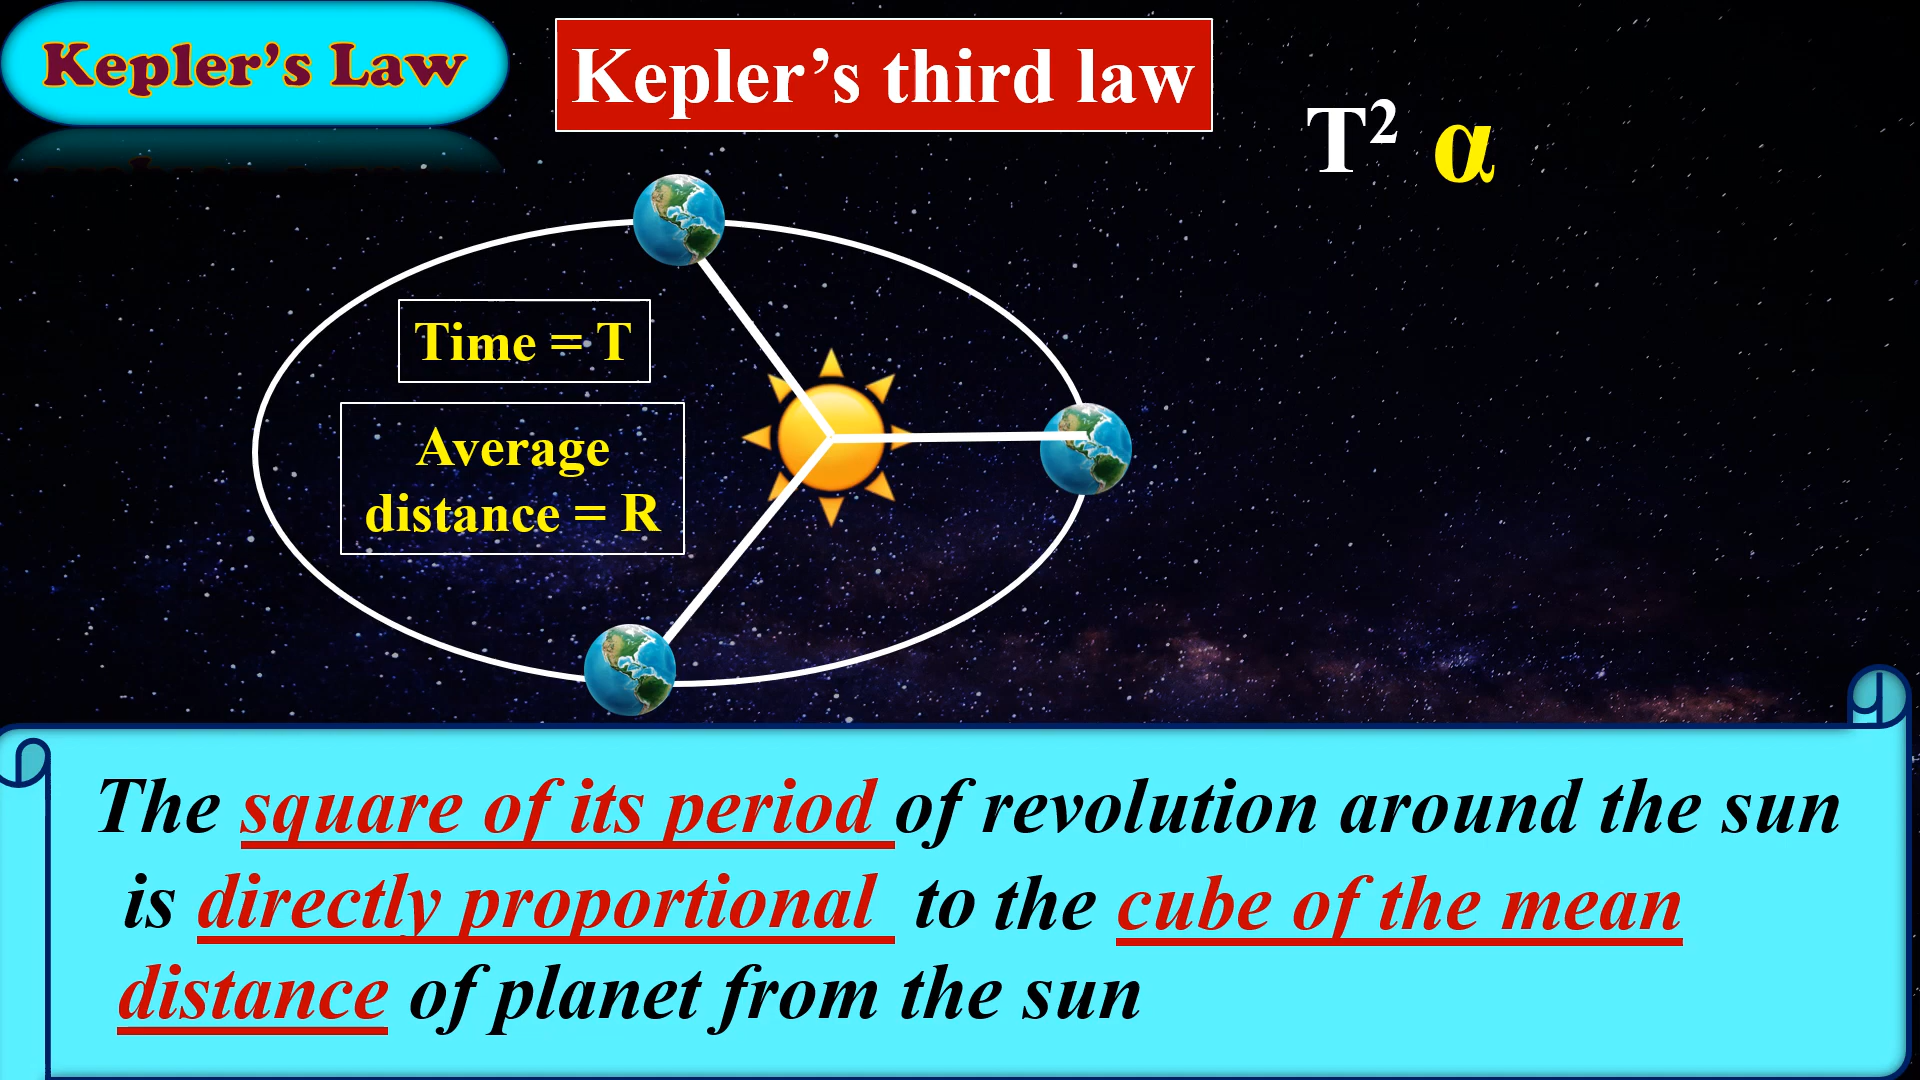 Kepler’s Law
Kepler’s third law
T² α
Time = T
Average
distance = R
The square of its period of revolution around the sun
is directly proportional to the cube of the mean
distance of planet from the sun